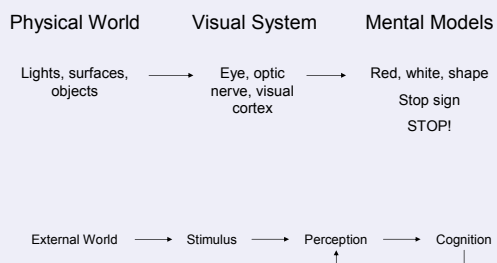 Physical World Visual System Mental Models
Lights, surfaces, Eye, optic Red, white, shape
objects nerve, visual Stop sign
cortex STOP!
External World Stimulus Perception Cognition